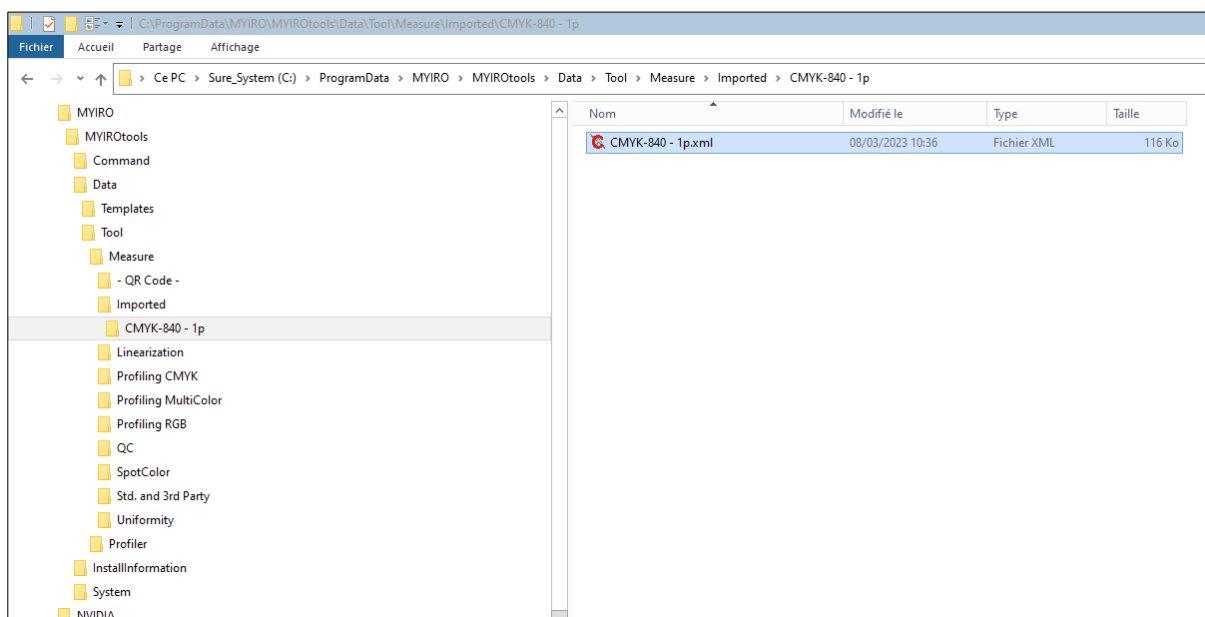 C:\ProgramData\MYIRO\MYIROtools\Data\Tool\Measure\Imported\CMYK-840 - 1p
Fichier Accueil Partage Affichage
Ce PC > Sure_System (C:) > ProgramData > MYIRO > MYIROtools > Data > Tool > Measure > Imported > CMYK-840 - 1p
MYIRO
MYIROtools
Command
Data
Templates
Tool
Measure
- QR Code -
Imported
CMYK-840 - 1p
Linearization
Profiling CMYK
Profiling MultiColor
Profiling RGB
QC
SpotColor
Std. and 3rd Party
Uniformity
Profiler
InstallInformation
System
NVIDIA
Nom Modifié le Type Taille
CMYK-840 - 1p.xml 08/03/2023 10:36 Fichier XML 116 Ko